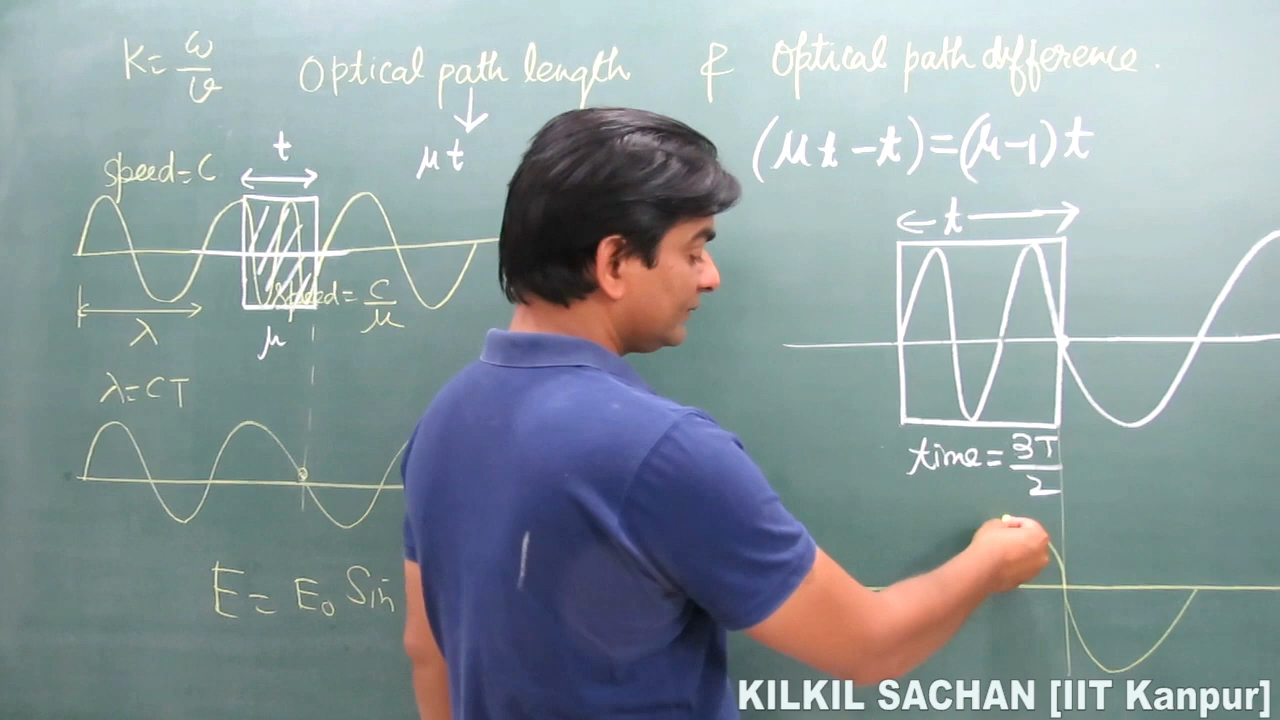 K = ω/v
Optical path length & Optical path difference.
μt
(μt - t) = (μ-1)t
speed = C
t
t
speed = C/μ
λ
μ
λ = CT
time = 3T/2
E = E₀ Sin
KILKIL SACHAN [IIT Kanpur]